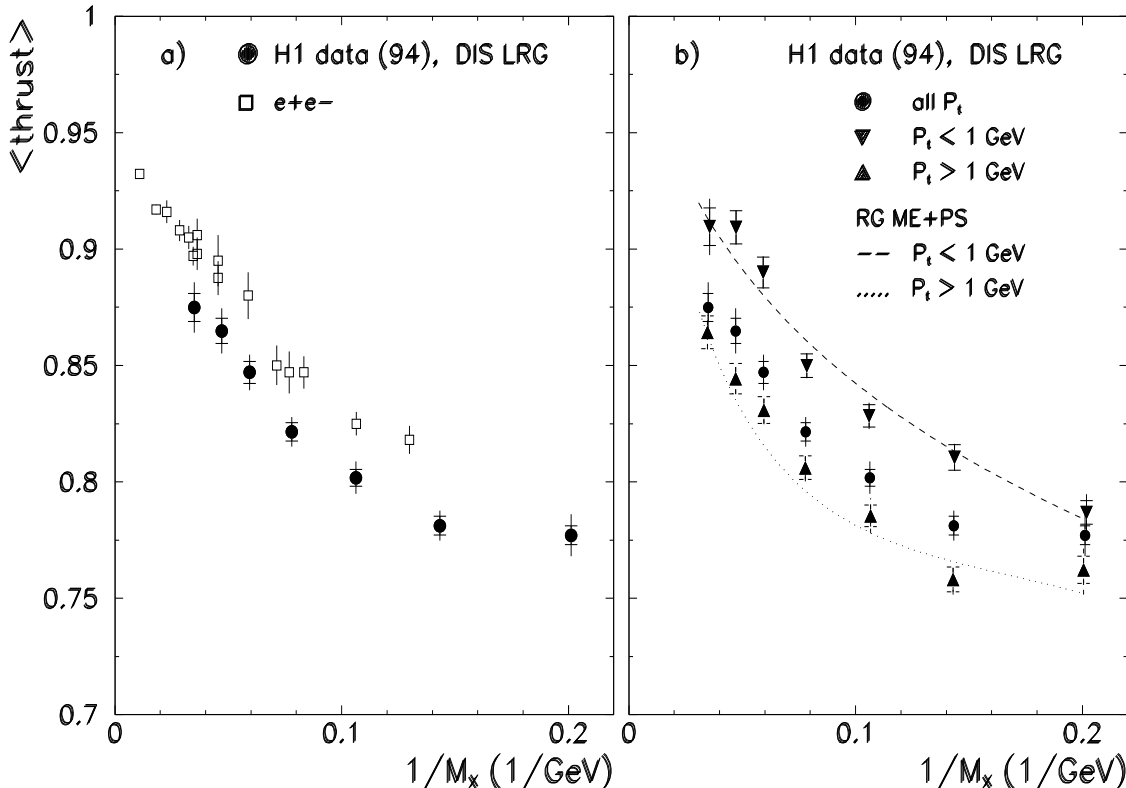 <thrust>
1
0.95
0.9
0.85
0.8
0.75
0.7
a)
H1 data (94), DIS LRG
e+e−
0
0.1
0.2
1/Mx (1/GeV)
b)
H1 data (94), DIS LRG
all Pt
Pt < 1 GeV
Pt > 1 GeV
RG ME+PS
Pt < 1 GeV
Pt > 1 GeV
0
0.1
0.2
1/Mx (1/GeV)